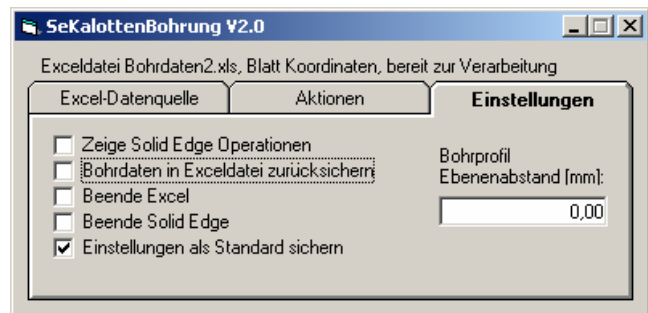 SeKalottenBohrung V2.0
Exceldatei Bohrdaten2.xls, Blatt Koordinaten, bereit zur Verarbeitung
Excel-Datenquelle Aktionen Einstellungen
Zeige Solid Edge Operationen
Bohrdaten in Exceldatei zurücksichern
Beende Excel
Beende Solid Edge
Einstellungen als Standard sichern
Bohrprofil
Ebenenabstand [mm]:
0,00